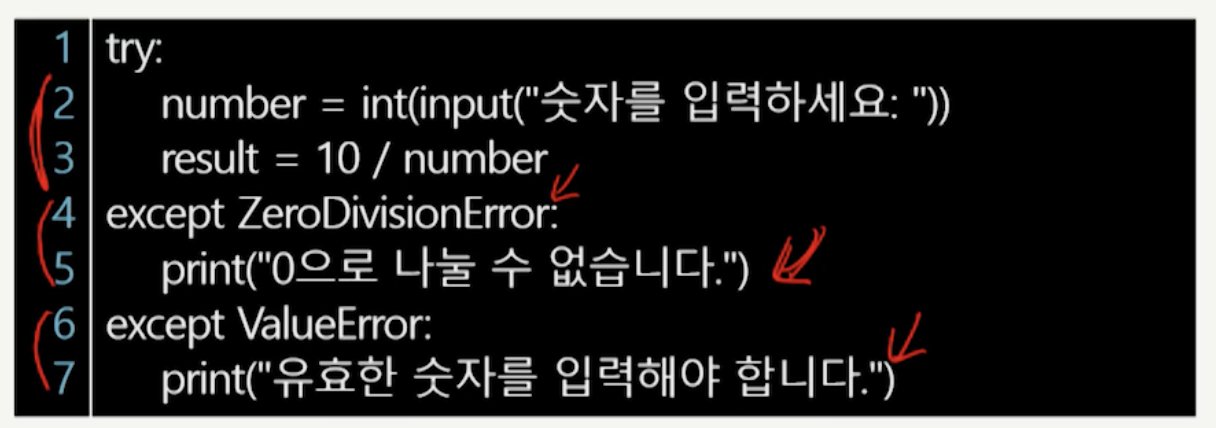 1 try:
2 number = int(input("숫자를 입력하세요: "))
3 result = 10 / number
4 except ZeroDivisionError:
5 print("0으로 나눌 수 없습니다.")
6 except ValueError:
7 print("유효한 숫자를 입력해야 합니다.")